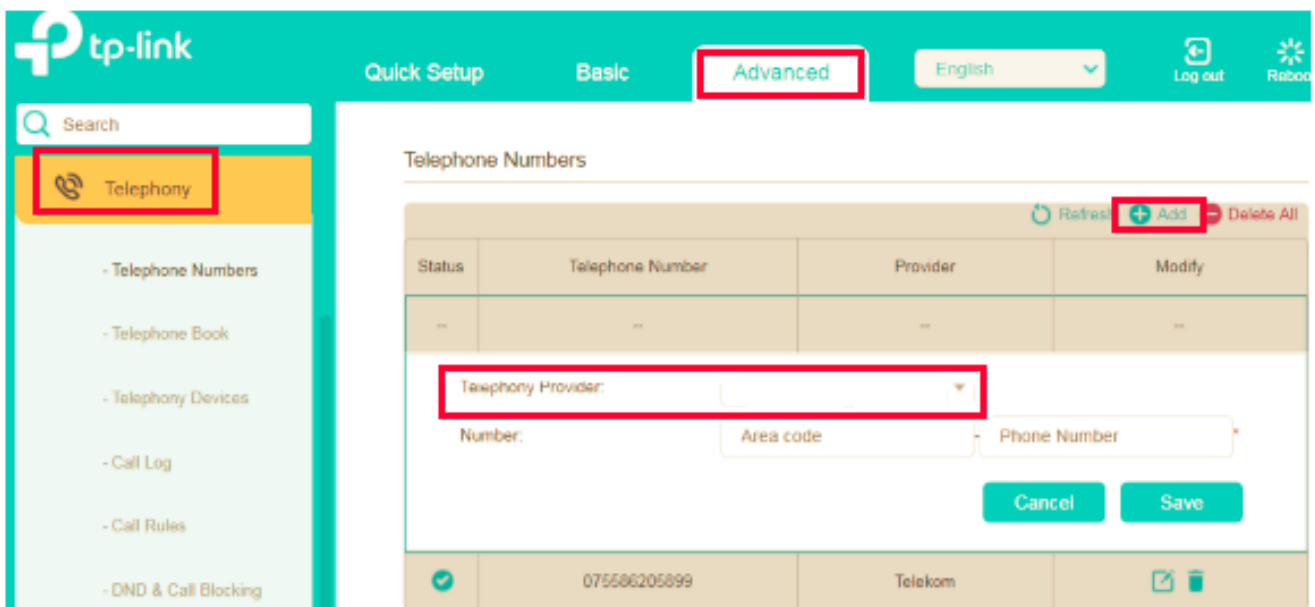 tp-link
Quick Setup Basic Advanced English Log out Reboo
Search
Telephony
- Telephone Numbers
- Telephone Book
- Telephony Devices
- Call Log
- Call Rules
- DND & Call Blocking
Telephone Numbers
Refresh Add Delete All
Status Telephone Number Provider Modify
-- -- -- --
Telephony Provider:
Number: Area code - Phone Number *
Cancel Save
075586205899 Telekom